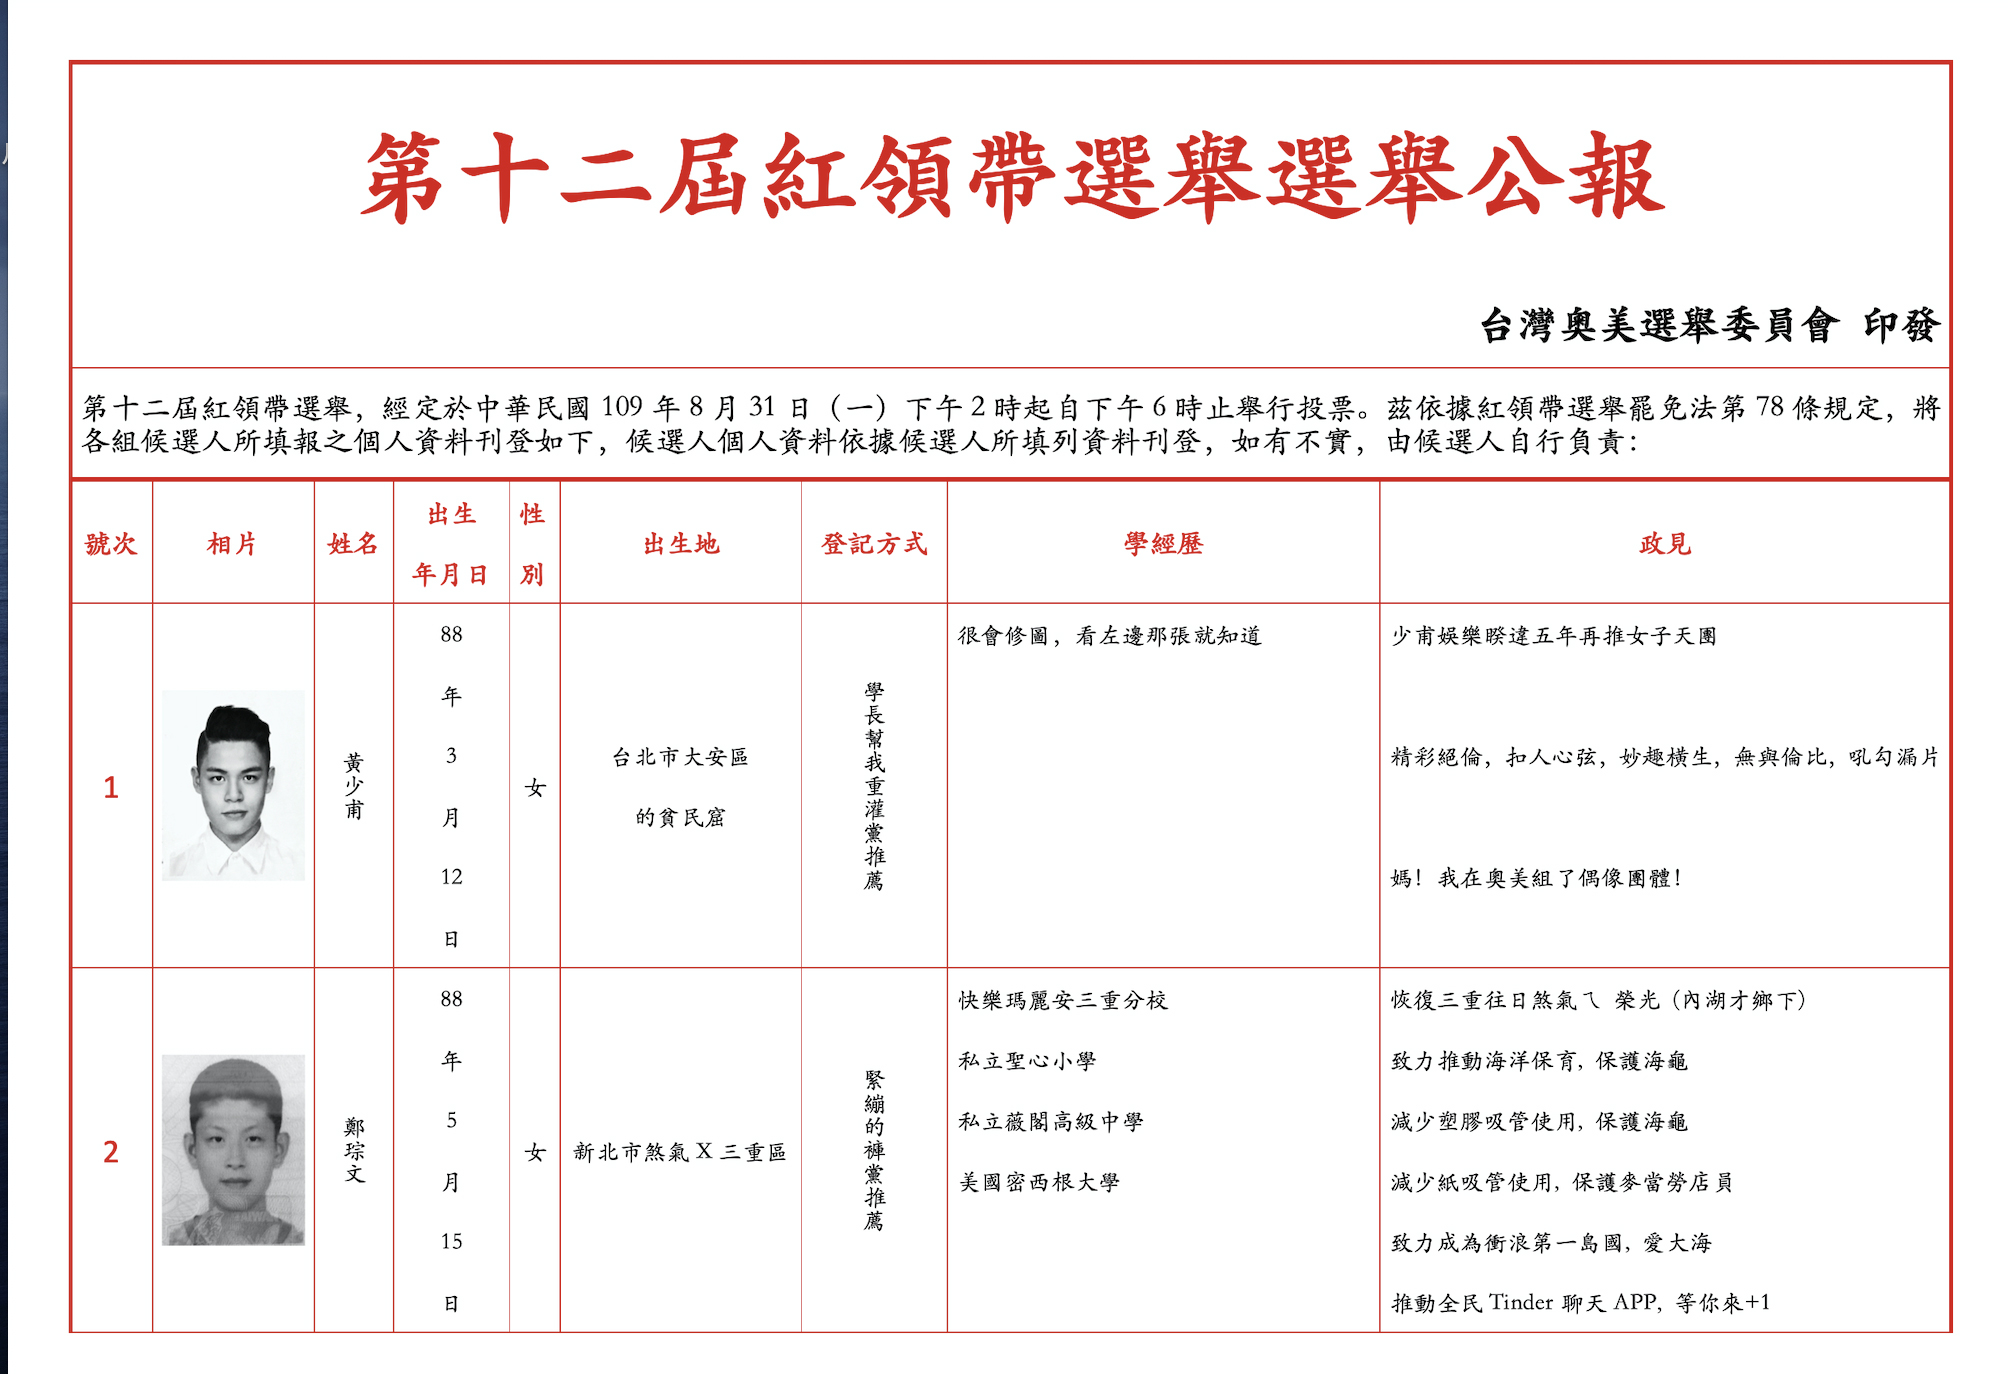 第十二屆紅領帶選舉選舉公報
台灣奧美選舉委員會 印發
第十二屆紅領帶選舉，經定於中華民國 109 年 8 月 31 日（一）下午 2 時起自下午 6 時止舉行投票。茲依據紅領帶選舉罷免法第 78 條規定，將
各組候選人所填報之個人資料刊登如下，候選人個人資料依據候選人所填列資料刊登，如有不實，由候選人自行負責：
號次 相片 姓名 出生年月日 性別 出生地 登記方式 學經歷 政見
1
黃少甫
88
年
3
月
12
日
女
台北市大安區
的貧民窟
學長幫我重灌黨推薦
很會修圖，看左邊那張就知道
少甫娛樂睽違五年再推女子天團
精彩絕倫，扣人心弦，妙趣橫生，無與倫比，吼勾漏片
媽！我在奧美組了偶像團體！
2
鄭琮文
88
年
5
月
15
日
女
新北市煞氣 X 三重區
緊繃的褲黨推薦
快樂瑪麗安三重分校
私立聖心小學
私立薇閣高級中學
美國密西根大學
恢復三重往日煞氣ㄟ 榮光（內湖才鄉下）
致力推動海洋保育，保護海龜
減少塑膠吸管使用，保護海龜
減少紙吸管使用，保護麥當勞店員
致力成為衝浪第一島國，愛大海
推動全民 Tinder 聊天 APP，等你來+1